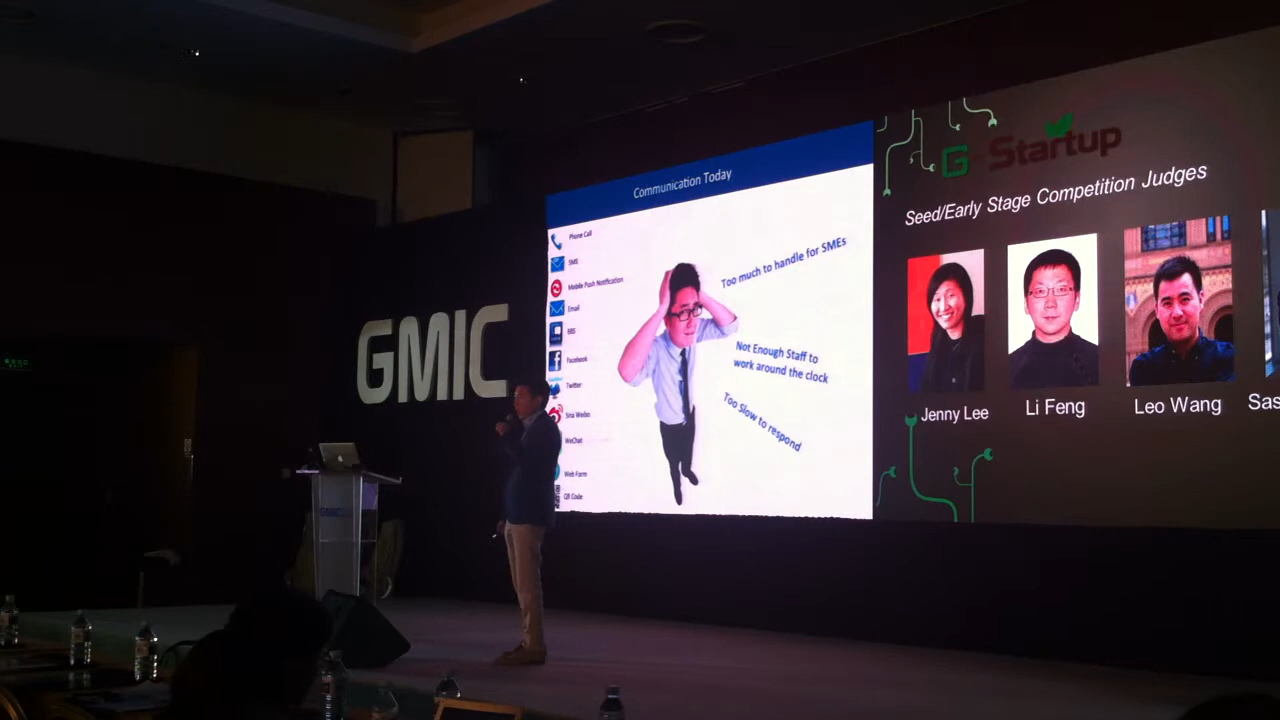 GMIC
Communication Today
Phone Call
SMS
Mobile Push Notification
Email
BBS
Facebook
Twitter
Sina Weibo
WeChat
Web Form
QR Code
Too much to handle for SMEs
Not Enough Staff to
work around the clock
Too Slow to respond
G-Startup
Seed/Early Stage Competition Judges
Jenny Lee
Li Feng
Leo Wang
Sas
GMIC